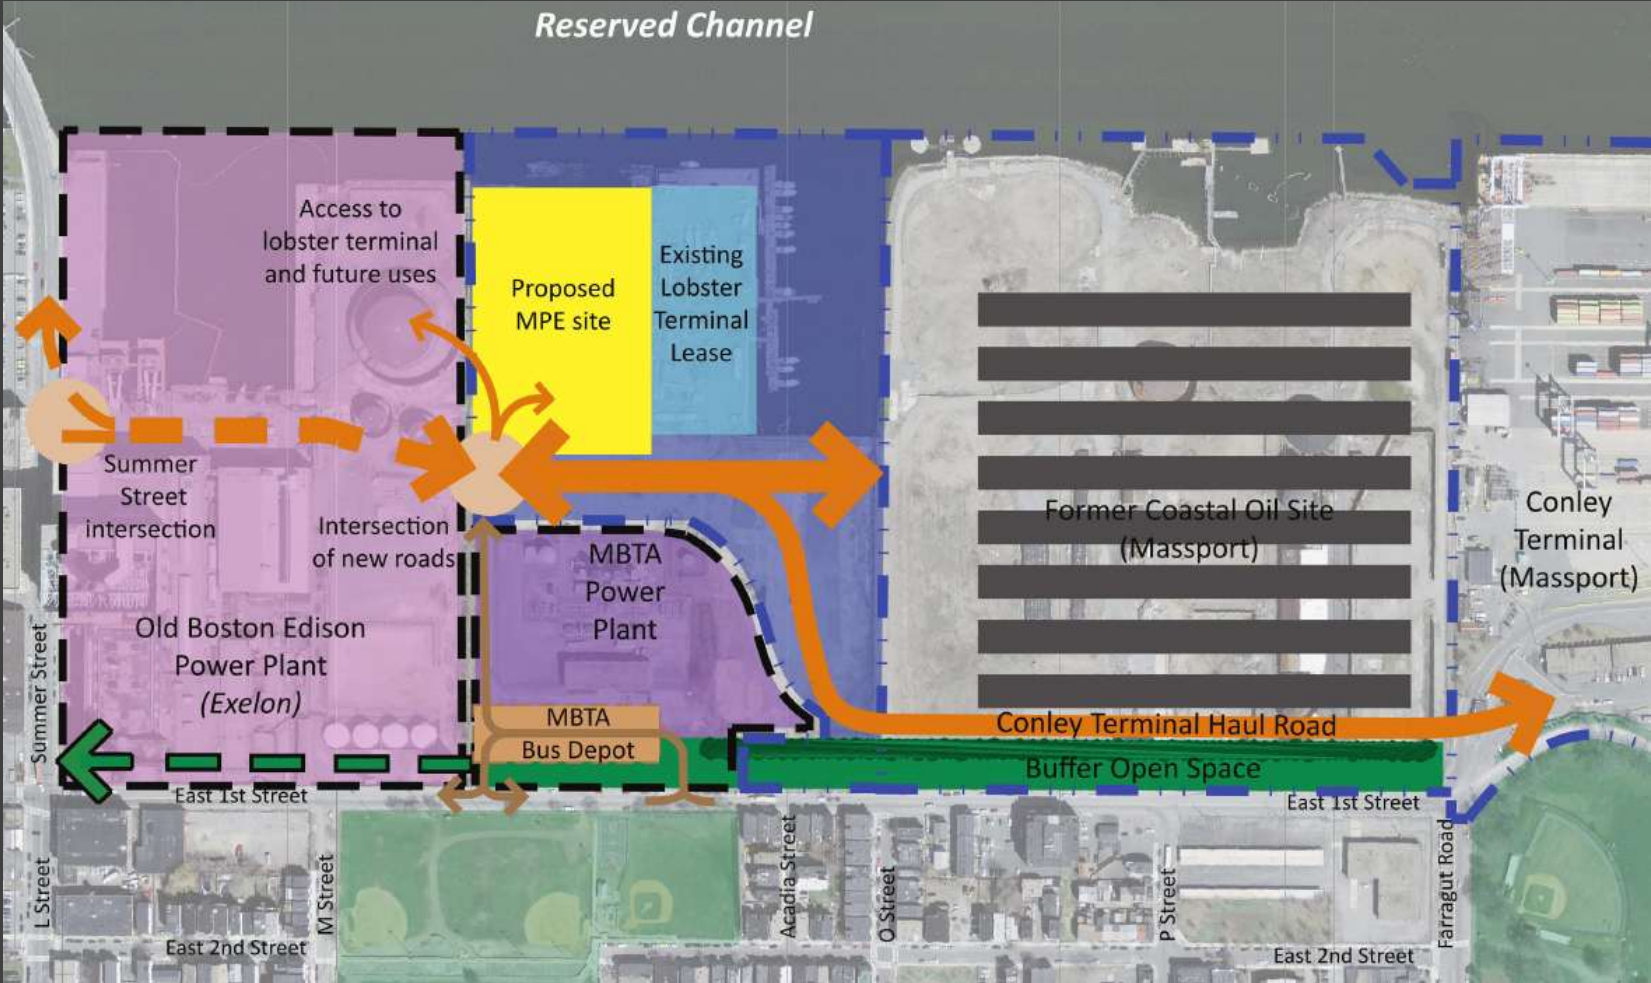 Reserved Channel
Access to
lobster terminal
and future uses
Proposed
MPE site
Existing
Lobster
Terminal
Lease
Summer
Street
intersection
Intersection
of new roads
Former Coastal Oil Site
(Massport)
Conley
Terminal
(Massport)
MBTA
Power
Plant
Old Boston Edison
Power Plant
(Exelon)
Summer Street
MBTA
Bus Depot
Conley Terminal Haul Road
Buffer Open Space
East 1st Street
East 1st Street
L Street
M Street
Acadia Street
O Street
P Street
Farragut Road
East 2nd Street
East 2nd Street